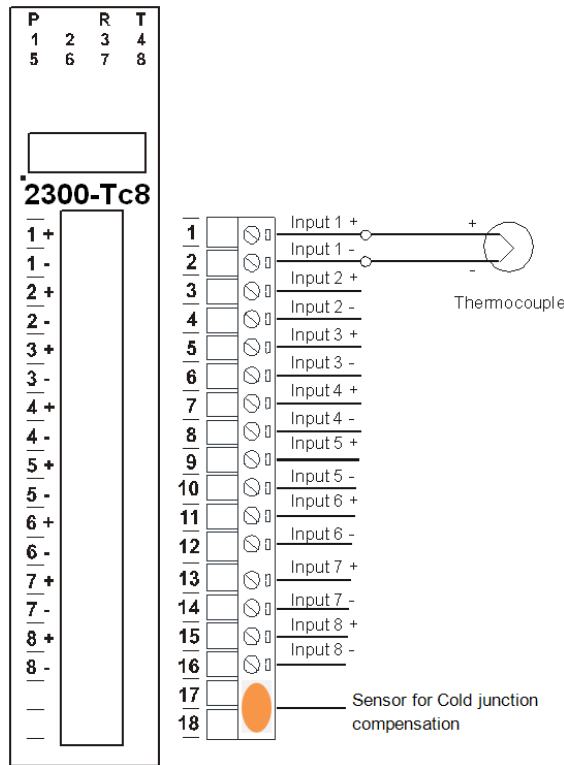 P R T
1 2 3 4
5 6 7 8
2300-Tc8
1 +
1 -
2 +
2 -
3 +
3 -
4 +
4 -
5 +
5 -
6 +
6 -
7 +
7 -
8 +
8 -
1 Input 1 + +
2 Input 1 - -
3 Input 2 +
Thermocouple
4 Input 2 -
5 Input 3 +
6 Input 3 -
7 Input 4 +
8 Input 4 -
9 Input 5 +
10 Input 5 -
11 Input 6 +
12 Input 6 -
13 Input 7 +
14 Input 7 -
15 Input 8 +
16 Input 8 -
17
18
Sensor for Cold junction
compensation